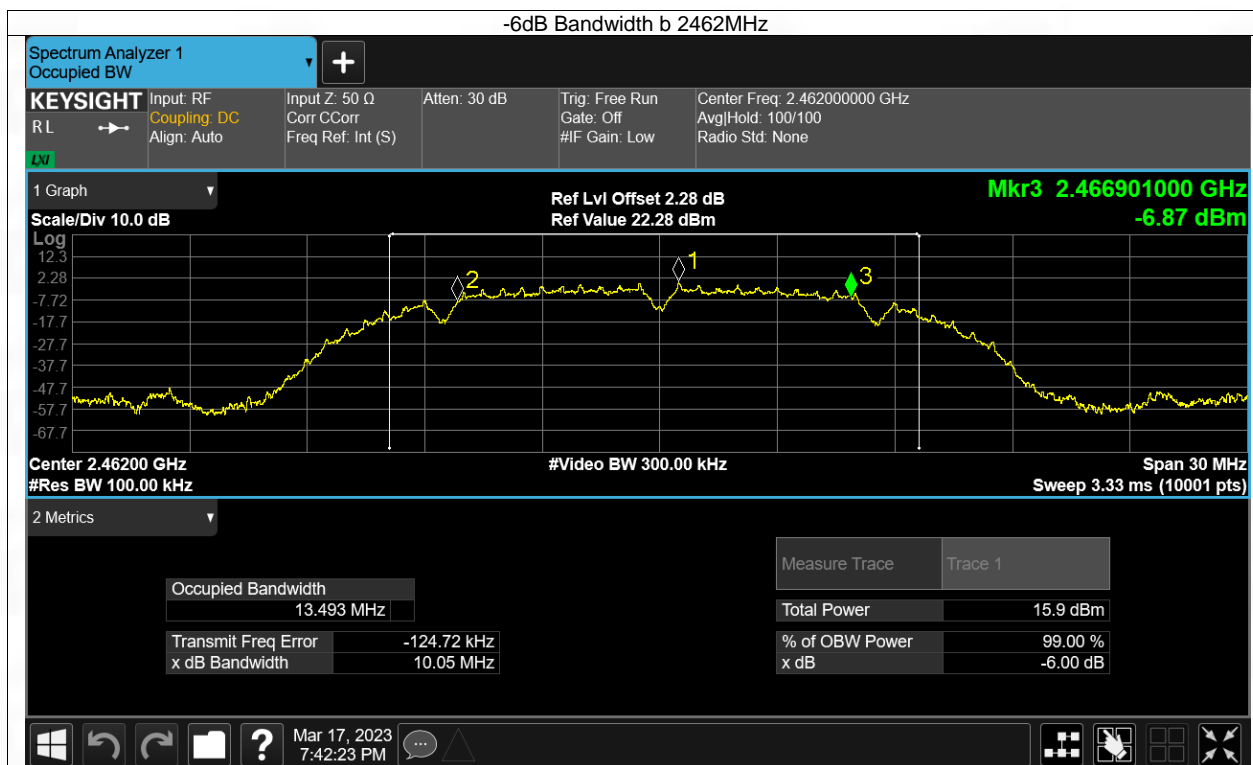 -6dB Bandwidth b 2462MHz
Spectrum Analyzer 1
Occupied BW
+
KEYSIGHT
RL
LXI
Input: RF
Coupling: DC
Align: Auto
Input Z: 50 Ω
Corr CCorr
Freq Ref: Int (S)
Atten: 30 dB
Trig: Free Run
Gate: Off
#IF Gain: Low
Center Freq: 2.462000000 GHz
Avg|Hold: 100/100
Radio Std: None
1 Graph
Scale/Div 10.0 dB
Ref Lvl Offset 2.28 dB
Ref Value 22.28 dBm
Mkr3 2.466901000 GHz
-6.87 dBm
Log
12.3
2.28
-7.72
-17.7
-27.7
-37.7
-47.7
-57.7
-67.7
2
1
3
Center 2.46200 GHz
#Video BW 300.00 kHz
Span 30 MHz
#Res BW 100.00 kHz
Sweep 3.33 ms (10001 pts)
2 Metrics
Occupied Bandwidth
13.493 MHz
Transmit Freq Error -124.72 kHz
x dB Bandwidth 10.05 MHz
Measure Trace Trace 1
Total Power 15.9 dBm
% of OBW Power 99.00 %
x dB -6.00 dB
?
Mar 17, 2023
7:42:23 PM